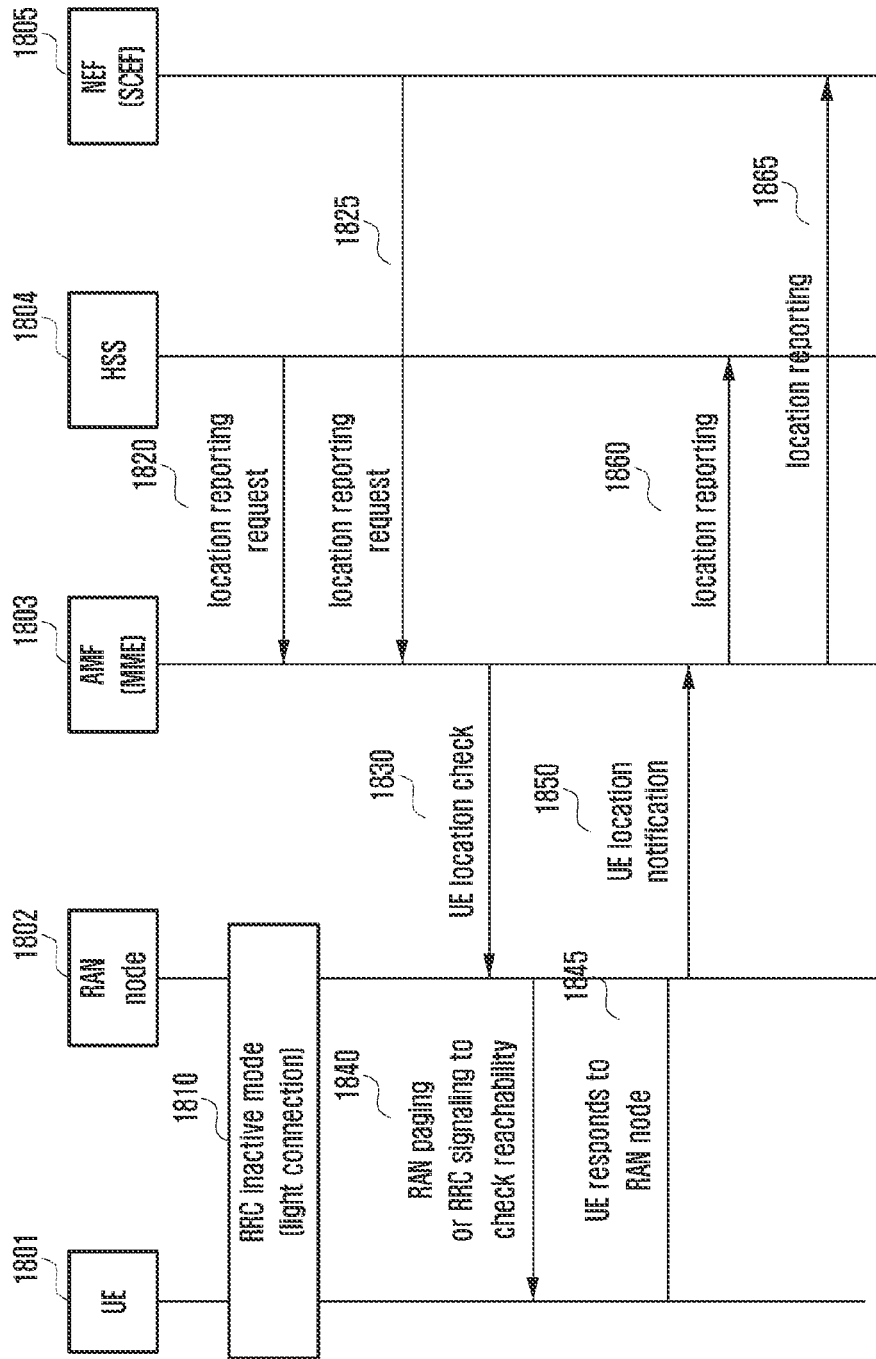 1801
UE
1802
RAN
node
1803
AMF
(MME)
1804
HSS
1805
NEF
(SCEF)
1810
RRC inactive mode
(light connection)
1820
location reporting
request
1825
location reporting
request
1830
UE location check
1840
RAN paging
or RRC signaling to
check reachability
1845
UE responds to
RAN node
1850
UE location
notification
1860
location reporting
1865
location reporting